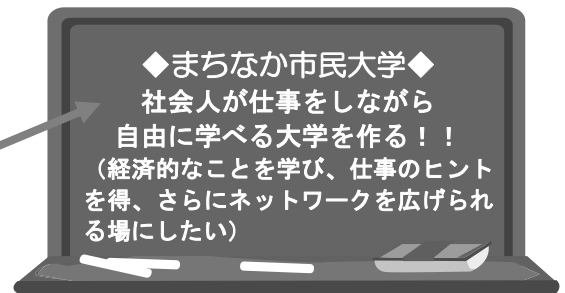 ◆まちなか市民大学◆
社会人が仕事をしながら
自由に学べる大学を作る！！
（経済的なことを学び、仕事のヒント
を得、さらにネットワークを広げられ
る場にしたい）